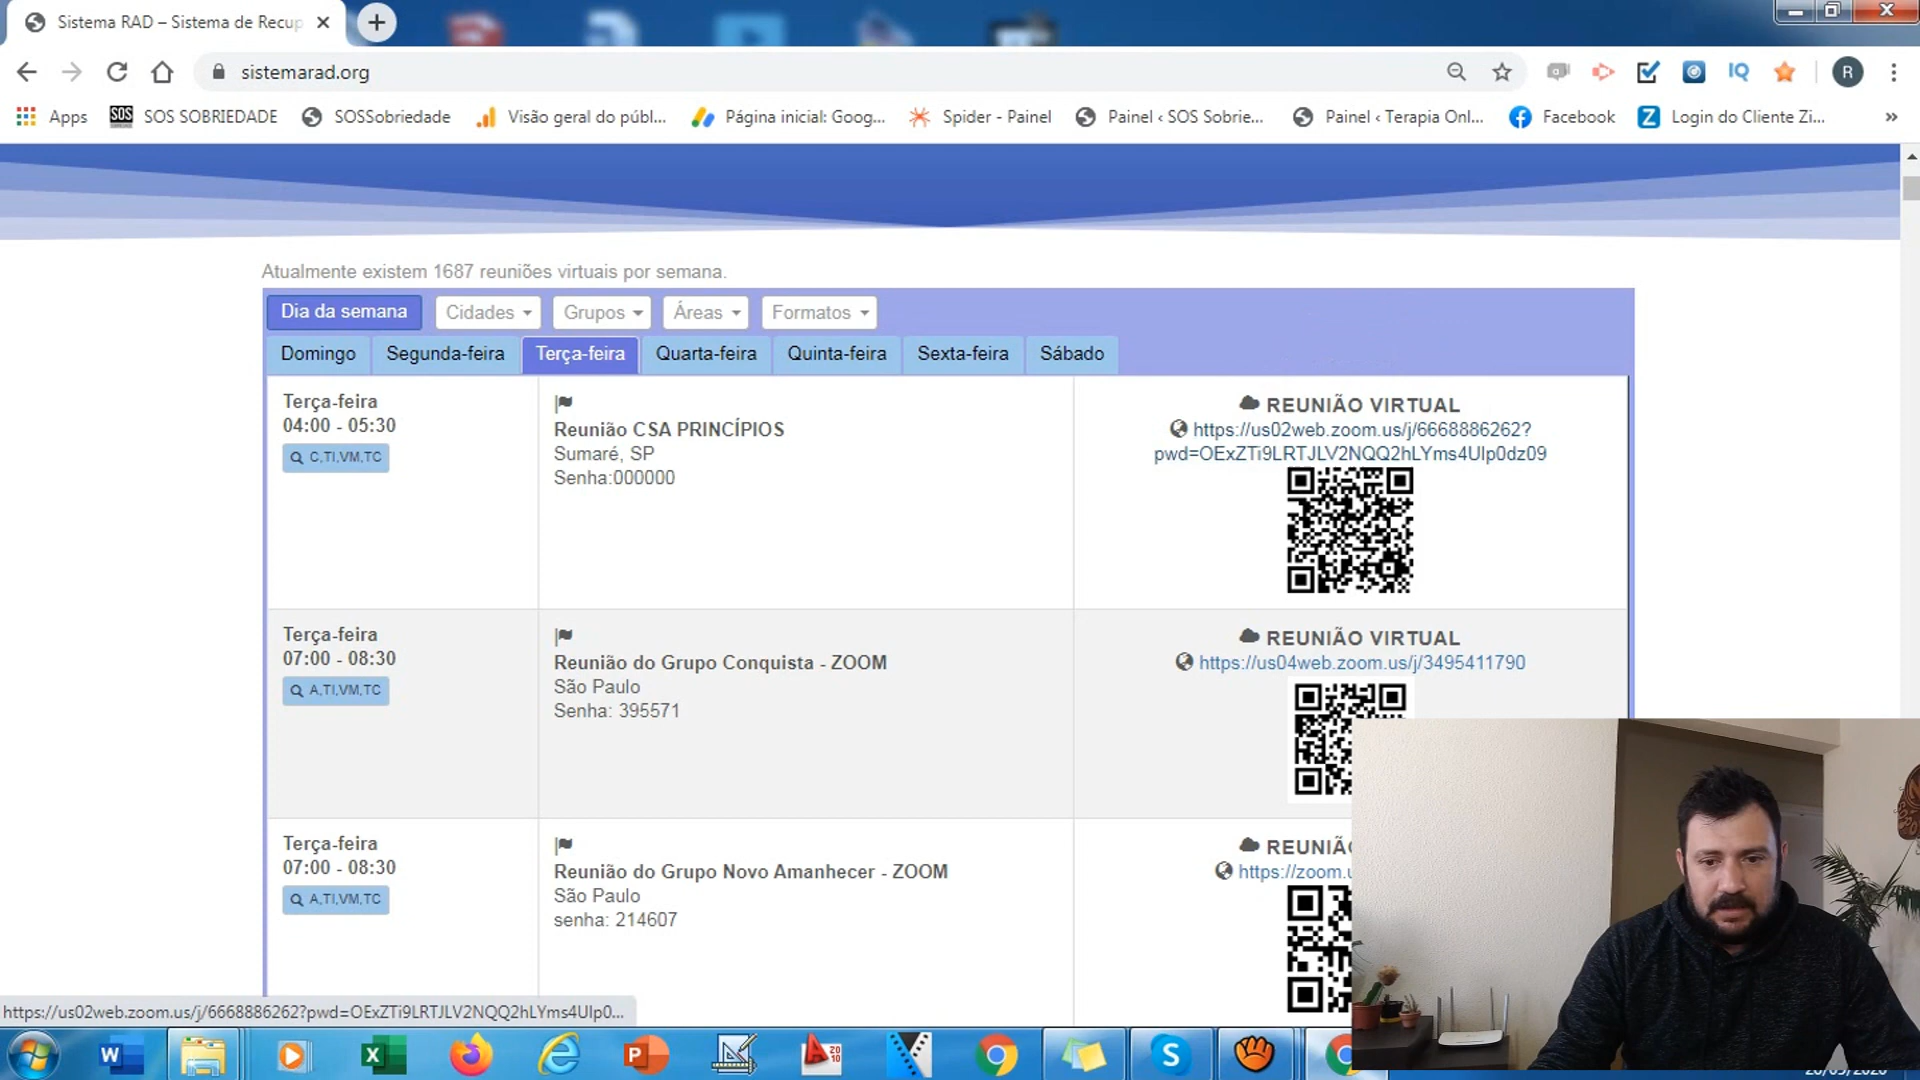 Sistema RAD – Sistema de Recup
sistemarad.org
IQ
R
Apps
SOS SOBRIEDADE
SOSSobriedade
Visão geral do públ...
Página inicial: Goog...
Spider - Painel
Painel ‹ SOS Sobrie...
Painel ‹ Terapia Onl...
Facebook
Login do Cliente Zi...
Atualmente existem 1687 reuniões virtuais por semana.
Dia da semana
Cidades
Grupos
Áreas
Formatos
Domingo
Segunda-feira
Terça-feira
Quarta-feira
Quinta-feira
Sexta-feira
Sábado
Terça-feira
04:00 - 05:30
C,TI,VM,TC
Reunião CSA PRINCÍPIOS
Sumaré, SP
Senha:000000
REUNIÃO VIRTUAL
https://us02web.zoom.us/j/6668886262?
pwd=OExZTi9LRTJLV2NQQ2hLYms4Ulp0dz09
Terça-feira
07:00 - 08:30
A,TI,VM,TC
Reunião do Grupo Conquista - ZOOM
São Paulo
Senha: 395571
REUNIÃO VIRTUAL
https://us04web.zoom.us/j/3495411790
Terça-feira
07:00 - 08:30
A,TI,VM,TC
Reunião do Grupo Novo Amanhecer - ZOOM
São Paulo
senha: 214607
REUNIÃ
https://zoom.u
https://us02web.zoom.us/j/6668886262?pwd=OExZTi9LRTJLV2NQQ2hLYms4Ulp0...